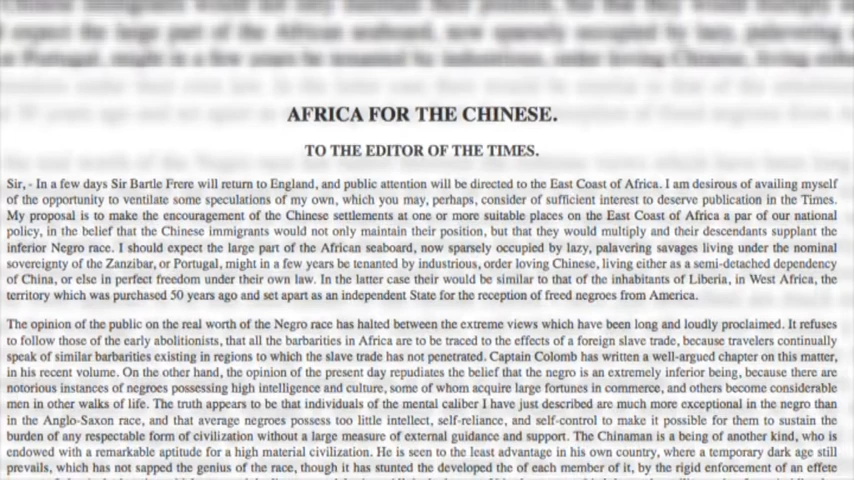 AFRICA FOR THE CHINESE.
TO THE EDITOR OF THE TIMES.
Sir, - In a few days Sir Bartle Frere will return to England, and public attention will be directed to the East Coast of Africa. I am desirous of availing myself
of the opportunity to ventilate some speculations of my own, which you may, perhaps, consider of sufficient interest to deserve publication in the Times.
My proposal is to make the encouragement of the Chinese settlements at one or more suitable places on the East Coast of Africa a par of our national
policy, in the belief that the Chinese immigrants would not only maintain their position, but that they would multiply and their descendants supplant the
inferior Negro race. I should expect the large part of the African seaboard, now sparsely occupied by lazy, palavering savages living under the nominal
sovereignty of the Zanzibar, or Portugal, might in a few years be tenanted by industrious, order loving Chinese, living either as a semi-detached dependency
of China, or else in perfect freedom under their own law. In the latter case their would be similar to that of the inhabitants of Liberia, in West Africa, the
territory which was purchased 50 years ago and set apart as an independent State for the reception of freed negroes from America.
The opinion of the public on the real worth of the Negro race has halted between the extreme views which have been long and loudly proclaimed. It refuses
to follow those of the early abolitionists, that all the barbarities in Africa are to be traced to the effects of a foreign slave trade, because travelers continually
speak of similar barbarities existing in regions to which the slave trade has not penetrated. Captain Colomb has written a well-argued chapter on this matter,
in his recent volume. On the other hand, the opinion of the present day repudiates the belief that the negro is an extremely inferior being, because there are
notorious instances of negroes possessing high intelligence and culture, some of whom acquire large fortunes in commerce, and others become considerable
men in other walks of life. The truth appears to be that individuals of the mental caliber I have just described are much more exceptional in the negro than
in the Anglo-Saxon race, and that average negroes possess too little intellect, self-reliance, and self-control to make it possible for them to sustain the
burden of any respectable form of civilization without a large measure of external guidance and support. The Chinaman is a being of another kind, who is
endowed with a remarkable aptitude for a high material civilization. He is seen to the least advantage in his own country, where a temporary dark age still
prevails, which has not sapped the genius of the race, though it has stunted the developed the of each member of it, by the rigid enforcement of an effete